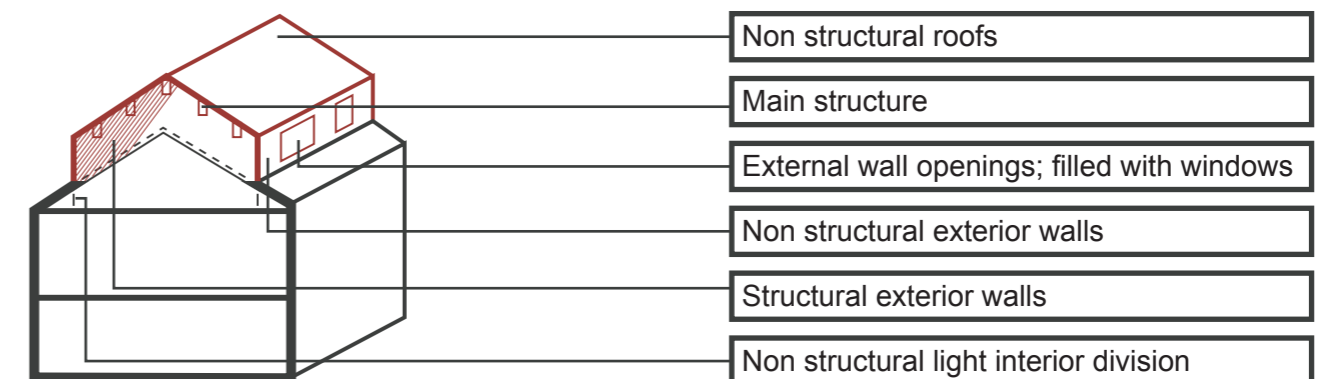 Non structural roofs
Main structure
External wall openings; filled with windows
Non structural exterior walls
Structural exterior walls
Non structural light interior division